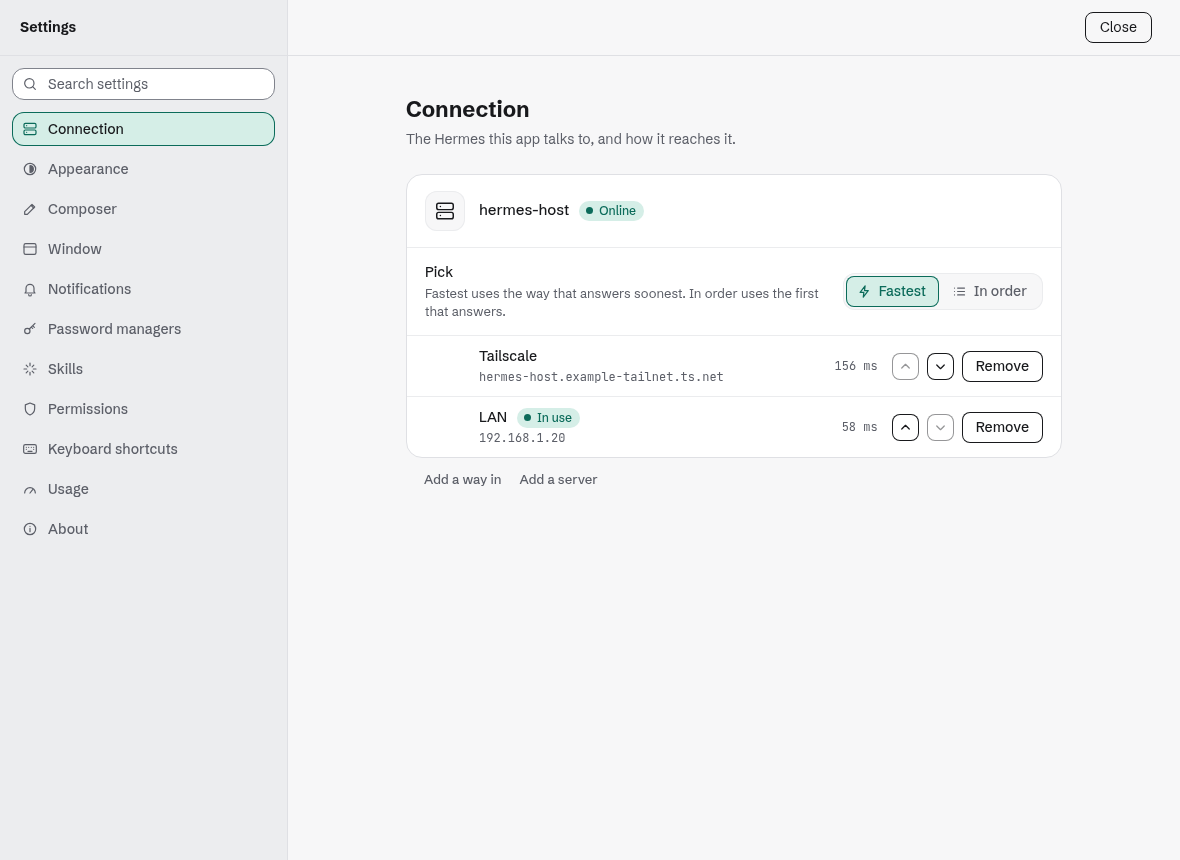 Settings
Close
Search settings
Connection
Appearance
Composer
Window
Notifications
Password managers
Skills
Permissions
Keyboard shortcuts
Usage
About
Connection
The Hermes this app talks to, and how it reaches it.
hermes-host
Online
Pick
Fastest uses the way that answers soonest. In order uses the first
that answers.
Fastest
In order
Tailscale
hermes-host.example-tailnet.ts.net
156 ms
Remove
LAN
In use
192.168.1.20
58 ms
Remove
Add a way in
Add a server